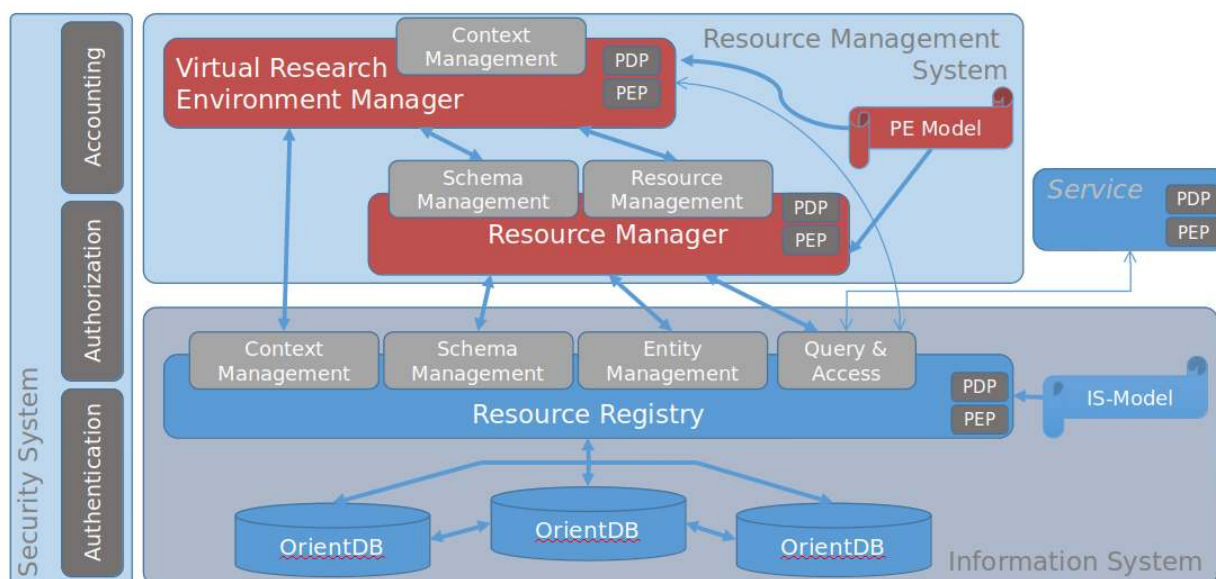 Security System
Accounting
Authorization
Authentication
Resource Management
System
Context
Management
Virtual Research
Environment Manager
PDP
PEP
PE Model
Schema
Management
Resource
Management
Resource Manager
PDP
PEP
Service
PDP
PEP
Context
Management
Schema
Management
Entity
Management
Query &
Access
Resource Registry
PDP
PEP
IS-Model
OrientDB
OrientDB
OrientDB
Information System